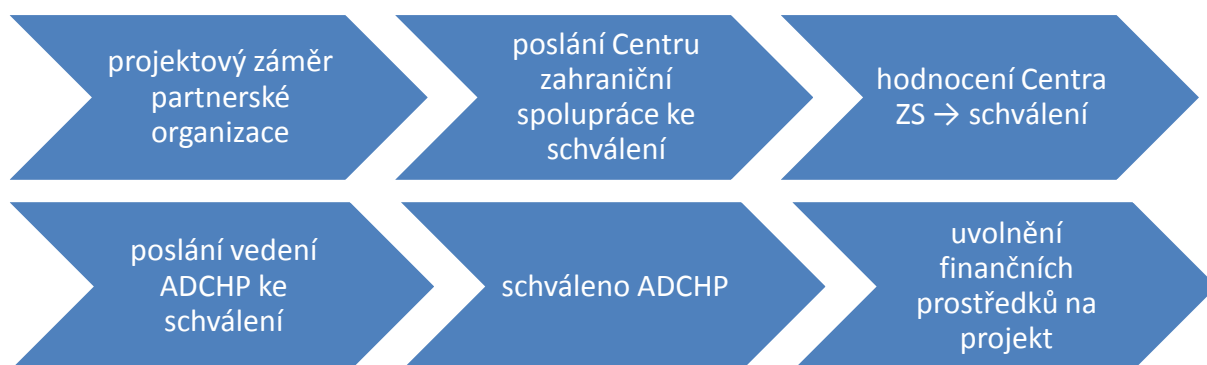 projektový záměr
partnerské
organizace
poslání Centru
zahraniční
spolupráce ke
schválení
hodnocení Centra
ZS → schválení
poslání vedení
ADCHP ke
schválení
schváleno ADCHP
uvolnění
finančních
prostředků na
projekt